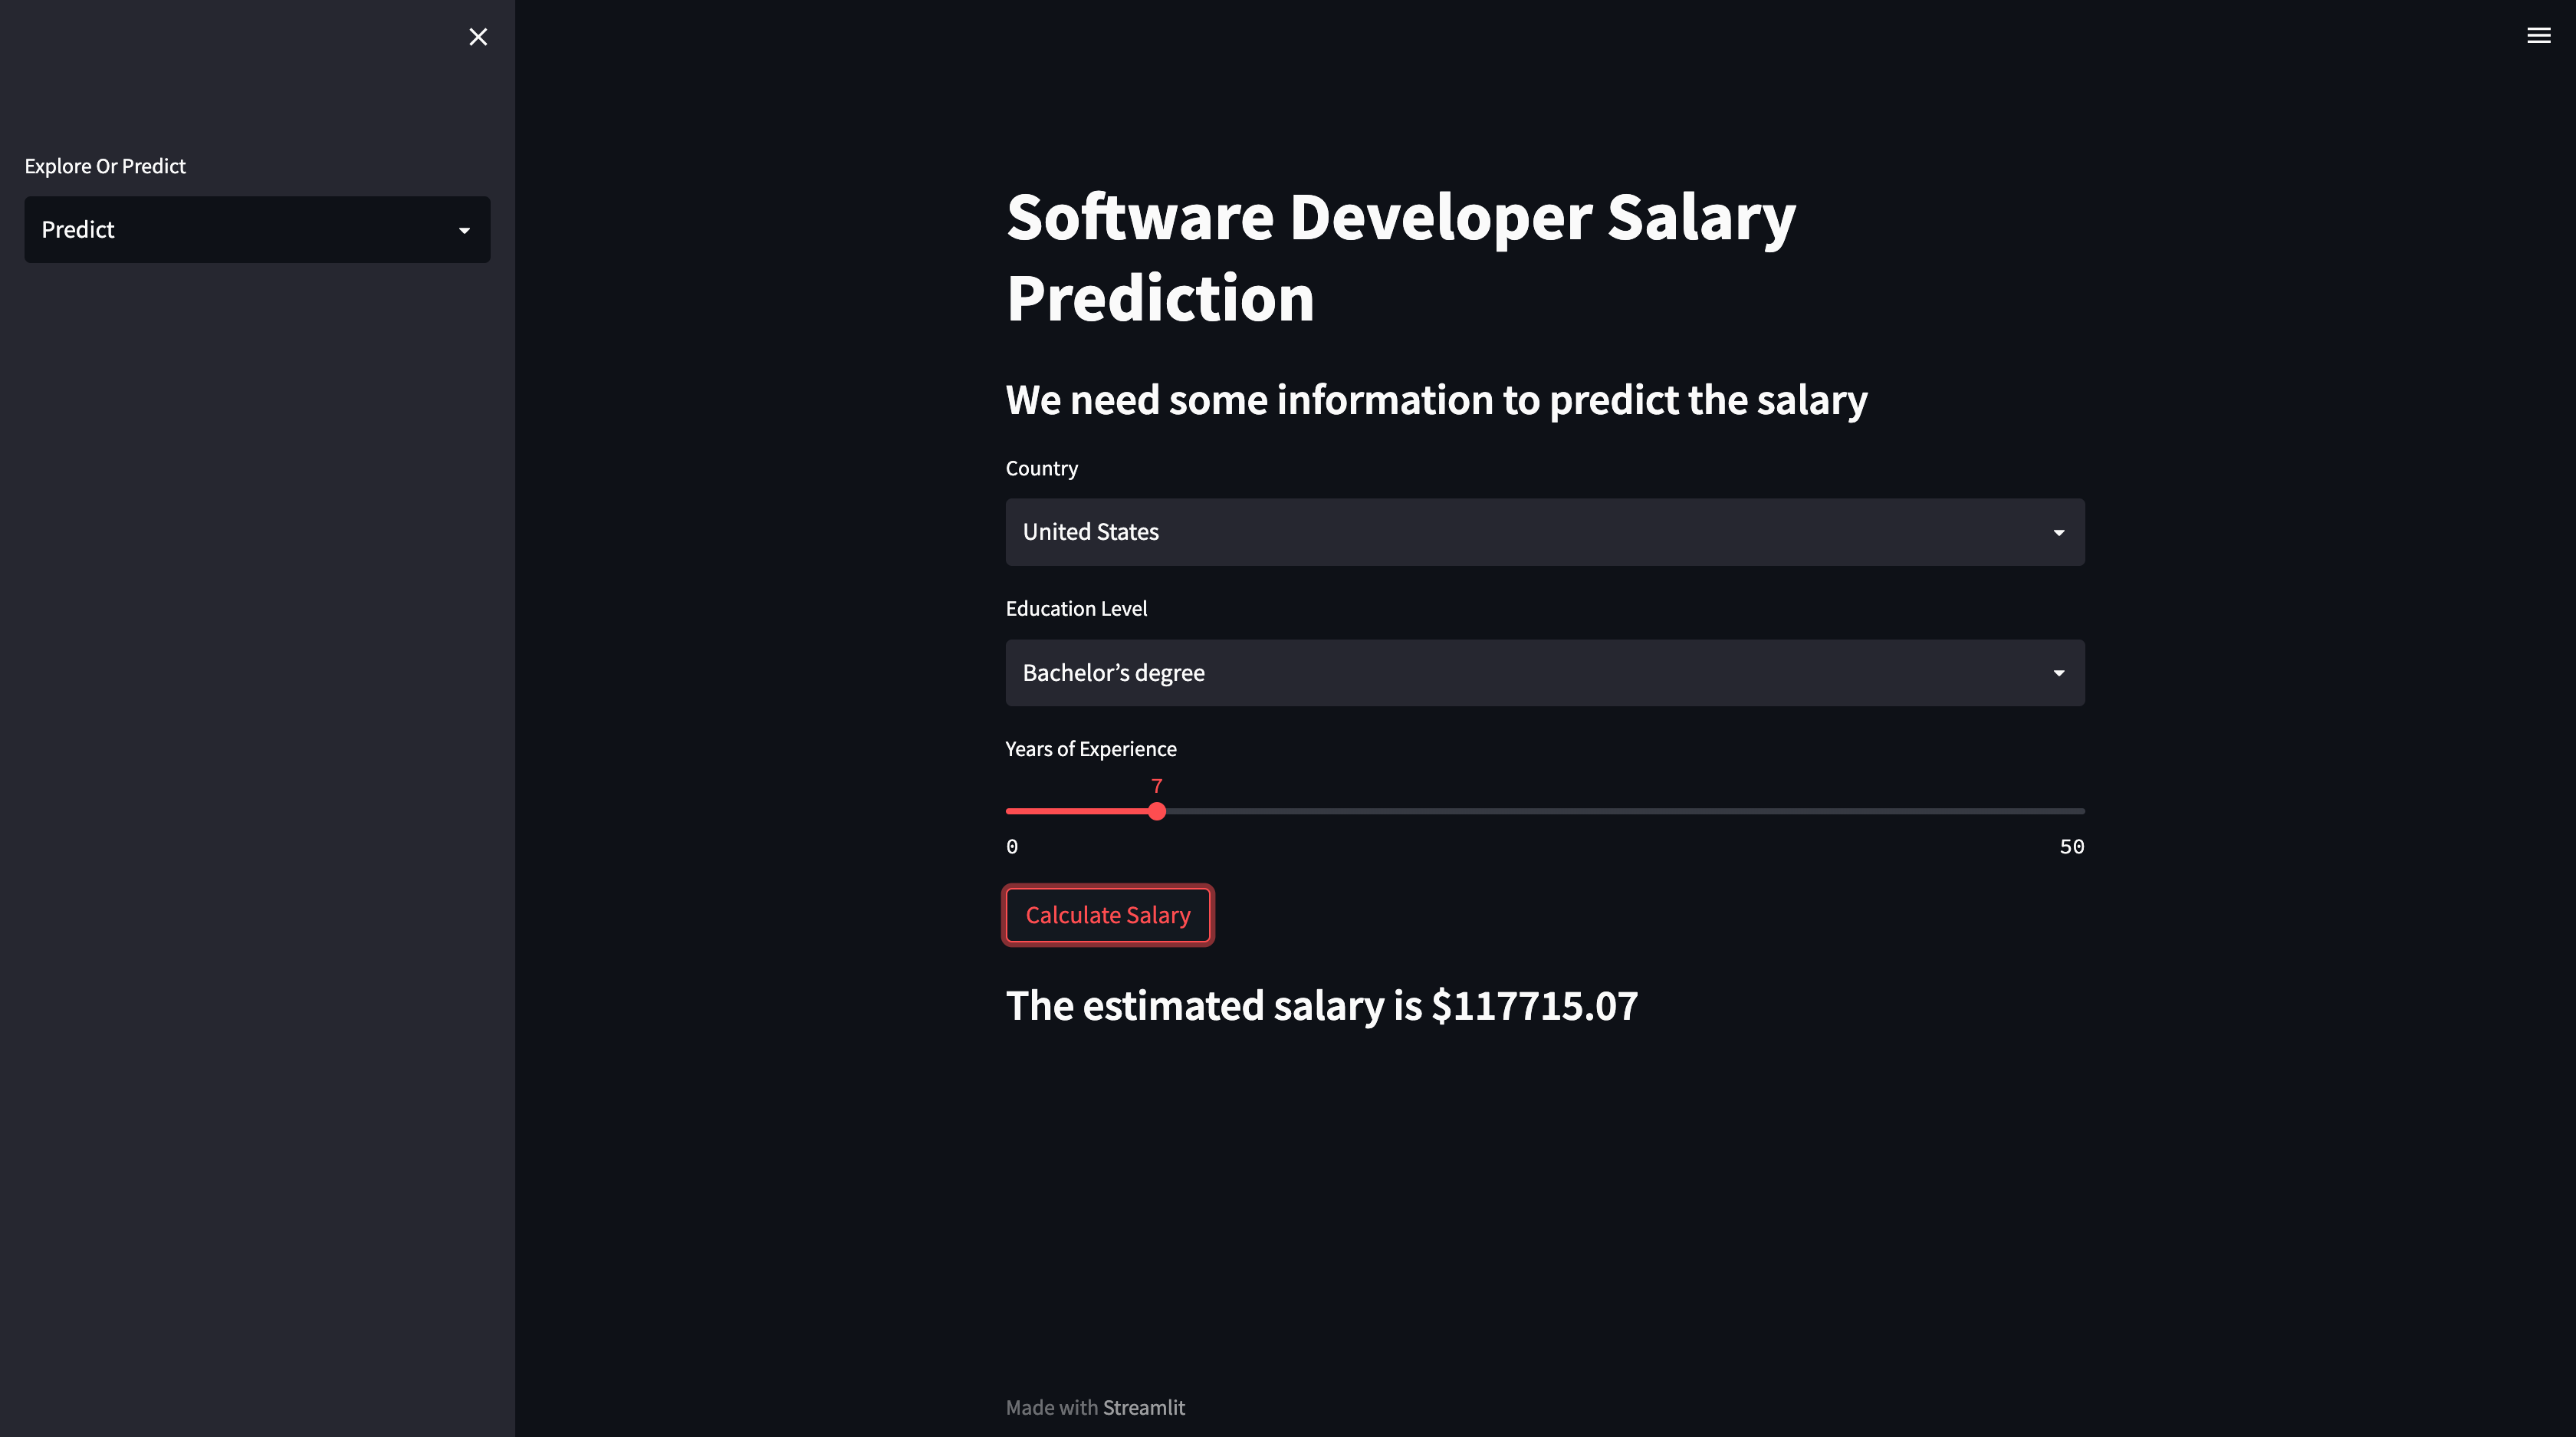 Explore Or Predict
Predict
Software Developer Salary
Prediction
We need some information to predict the salary
Country
United States
Education Level
Bachelor’s degree
Years of Experience
7
0
50
Calculate Salary
The estimated salary is $117715.07
Made with Streamlit